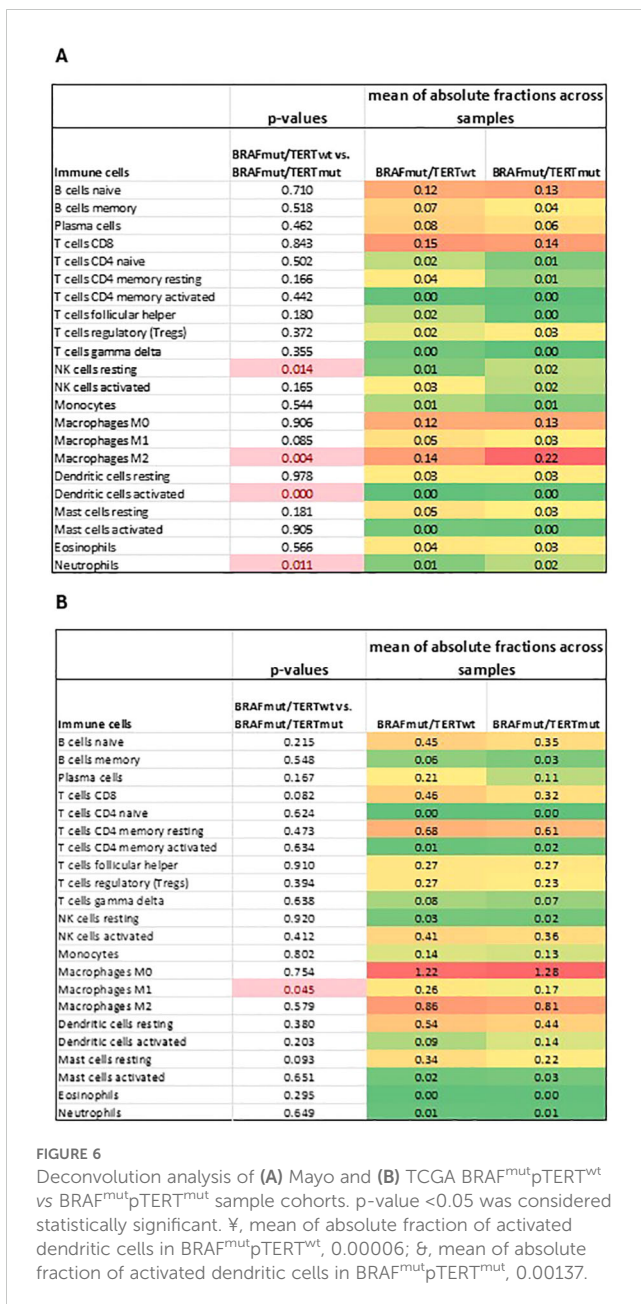 A
mean of absolute fractions across
p-values samples
BRAFmut/TERTwt vs.
Immune cells BRAFmut/TERTmut BRAFmut/TERTwt BRAFmut/TERTmut
B cells naive 0.710 0.12 0.13
B cells memory 0.518 0.07 0.04
Plasma cells 0.462 0.08 0.06
T cells CD8 0.843 0.15 0.14
T cells CD4 naive 0.502 0.02 0.01
T cells CD4 memory resting 0.166 0.04 0.01
T cells CD4 memory activated 0.442 0.00 0.00
T cells follicular helper 0.180 0.02 0.00
T cells regulatory (Tregs) 0.372 0.02 0.03
T cells gamma delta 0.355 0.00 0.00
NK cells resting 0.014 0.01 0.02
NK cells activated 0.165 0.03 0.02
Monocytes 0.544 0.01 0.01
Macrophages M0 0.906 0.12 0.13
Macrophages M1 0.085 0.05 0.03
Macrophages M2 0.004 0.14 0.22
Dendritic cells resting 0.978 0.03 0.03
Dendritic cells activated 0.000 0.00 0.00
Mast cells resting 0.181 0.05 0.03
Mast cells activated 0.905 0.00 0.00
Eosinophils 0.566 0.04 0.03
Neutrophils 0.011 0.01 0.02
B
mean of absolute fractions across
p-values samples
BRAFmut/TERTwt vs.
Immune cells BRAFmut/TERTmut BRAFmut/TERTwt BRAFmut/TERTmut
B cells naive 0.215 0.45 0.35
B cells memory 0.548 0.06 0.03
Plasma cells 0.167 0.21 0.11
T cells CD8 0.082 0.46 0.32
T cells CD4 naive 0.624 0.00 0.00
T cells CD4 memory resting 0.473 0.68 0.61
T cells CD4 memory activated 0.634 0.01 0.02
T cells follicular helper 0.910 0.27 0.27
T cells regulatory (Tregs) 0.394 0.27 0.23
T cells gamma delta 0.638 0.08 0.07
NK cells resting 0.920 0.03 0.02
NK cells activated 0.412 0.41 0.36
Monocytes 0.802 0.14 0.13
Macrophages M0 0.754 1.22 1.28
Macrophages M1 0.045 0.26 0.17
Macrophages M2 0.579 0.86 0.81
Dendritic cells resting 0.380 0.54 0.44
Dendritic cells activated 0.203 0.09 0.14
Mast cells resting 0.093 0.34 0.22
Mast cells activated 0.651 0.02 0.03
Eosinophils 0.295 0.00 0.00
Neutrophils 0.649 0.01 0.01
FIGURE 6
Deconvolution analysis of (A) Mayo and (B) TCGA BRAFmutpTERTwt
vs BRAFmutpTERTmut sample cohorts. p-value <0.05 was considered
statistically significant. ¥, mean of absolute fraction of activated
dendritic cells in BRAFmutpTERTwt, 0.00006; &, mean of absolute
fraction of activated dendritic cells in BRAFmutpTERTmut, 0.00137.